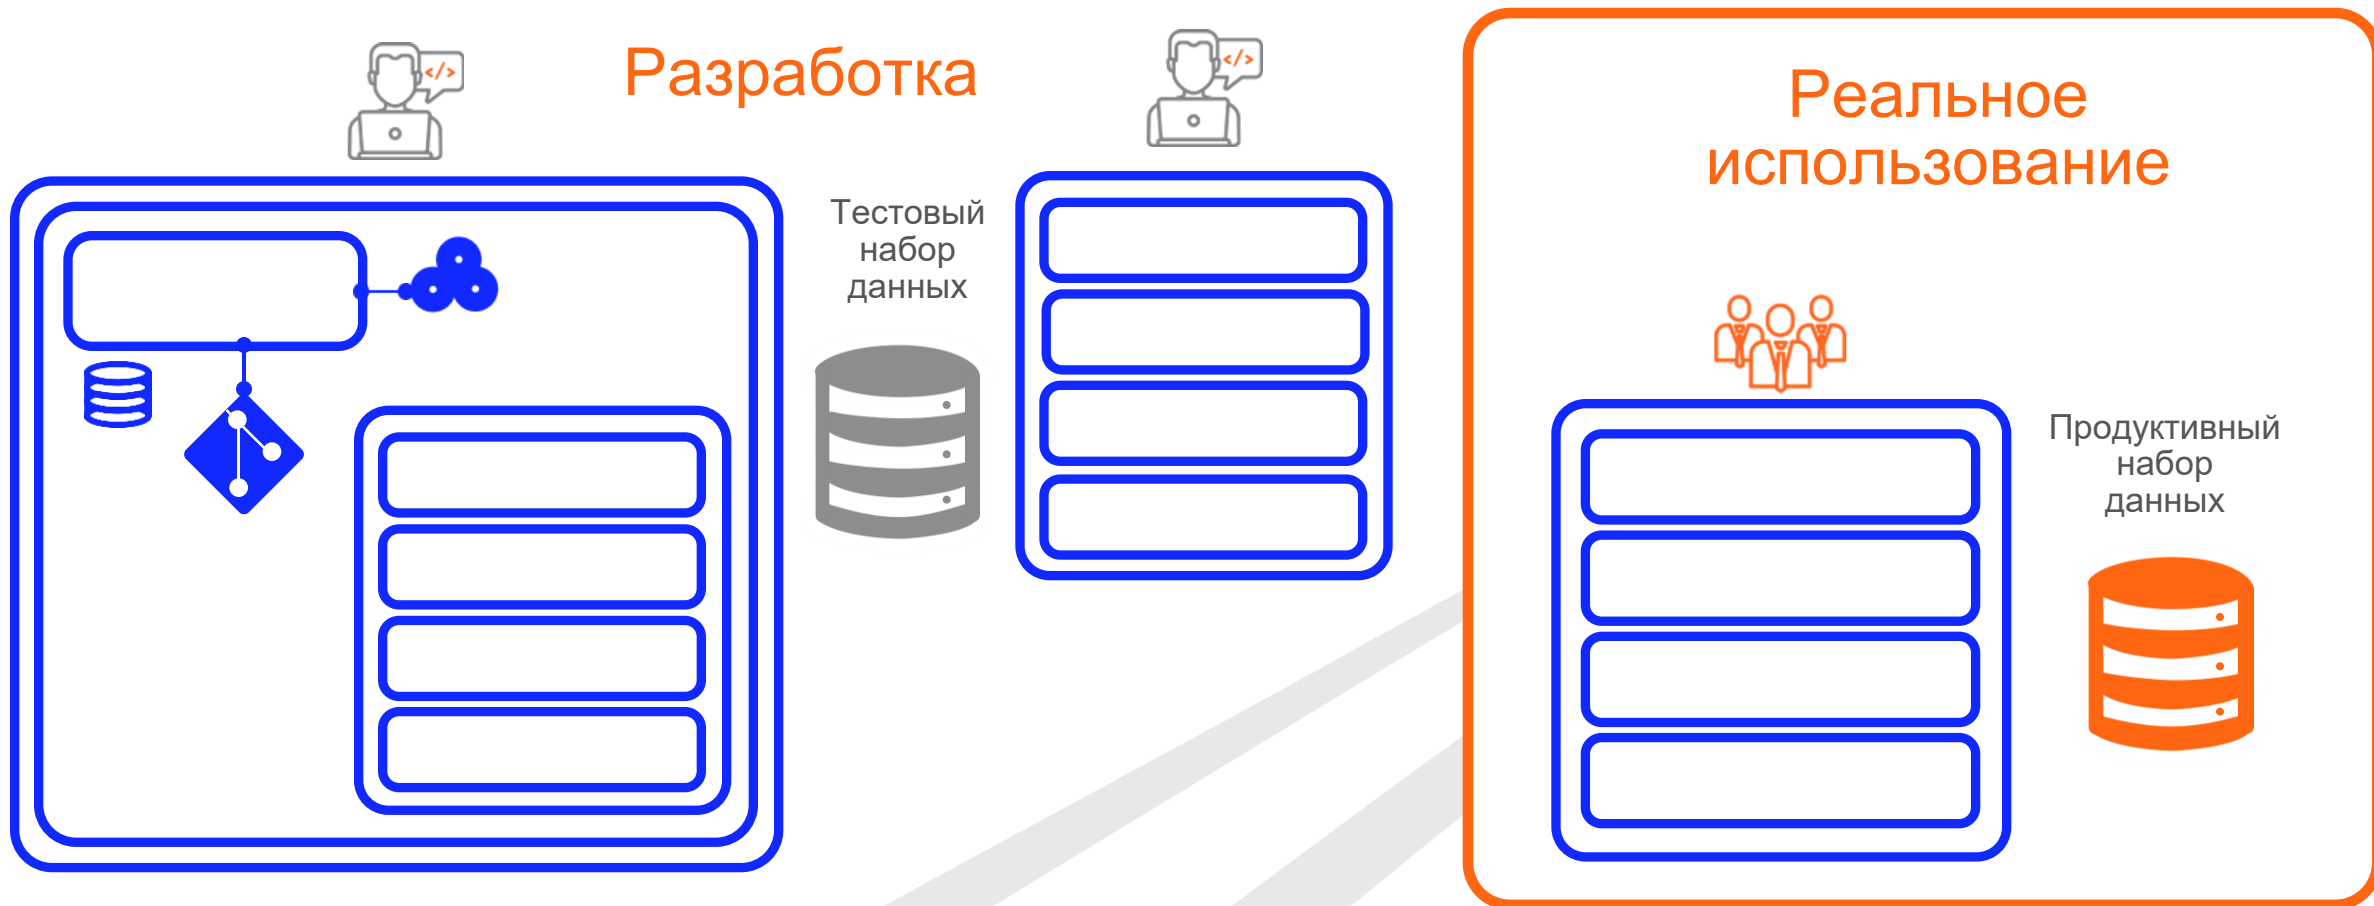 Разработка
Тестовый
набор
данных
Реальное
использование
Продуктивный
набор
данных